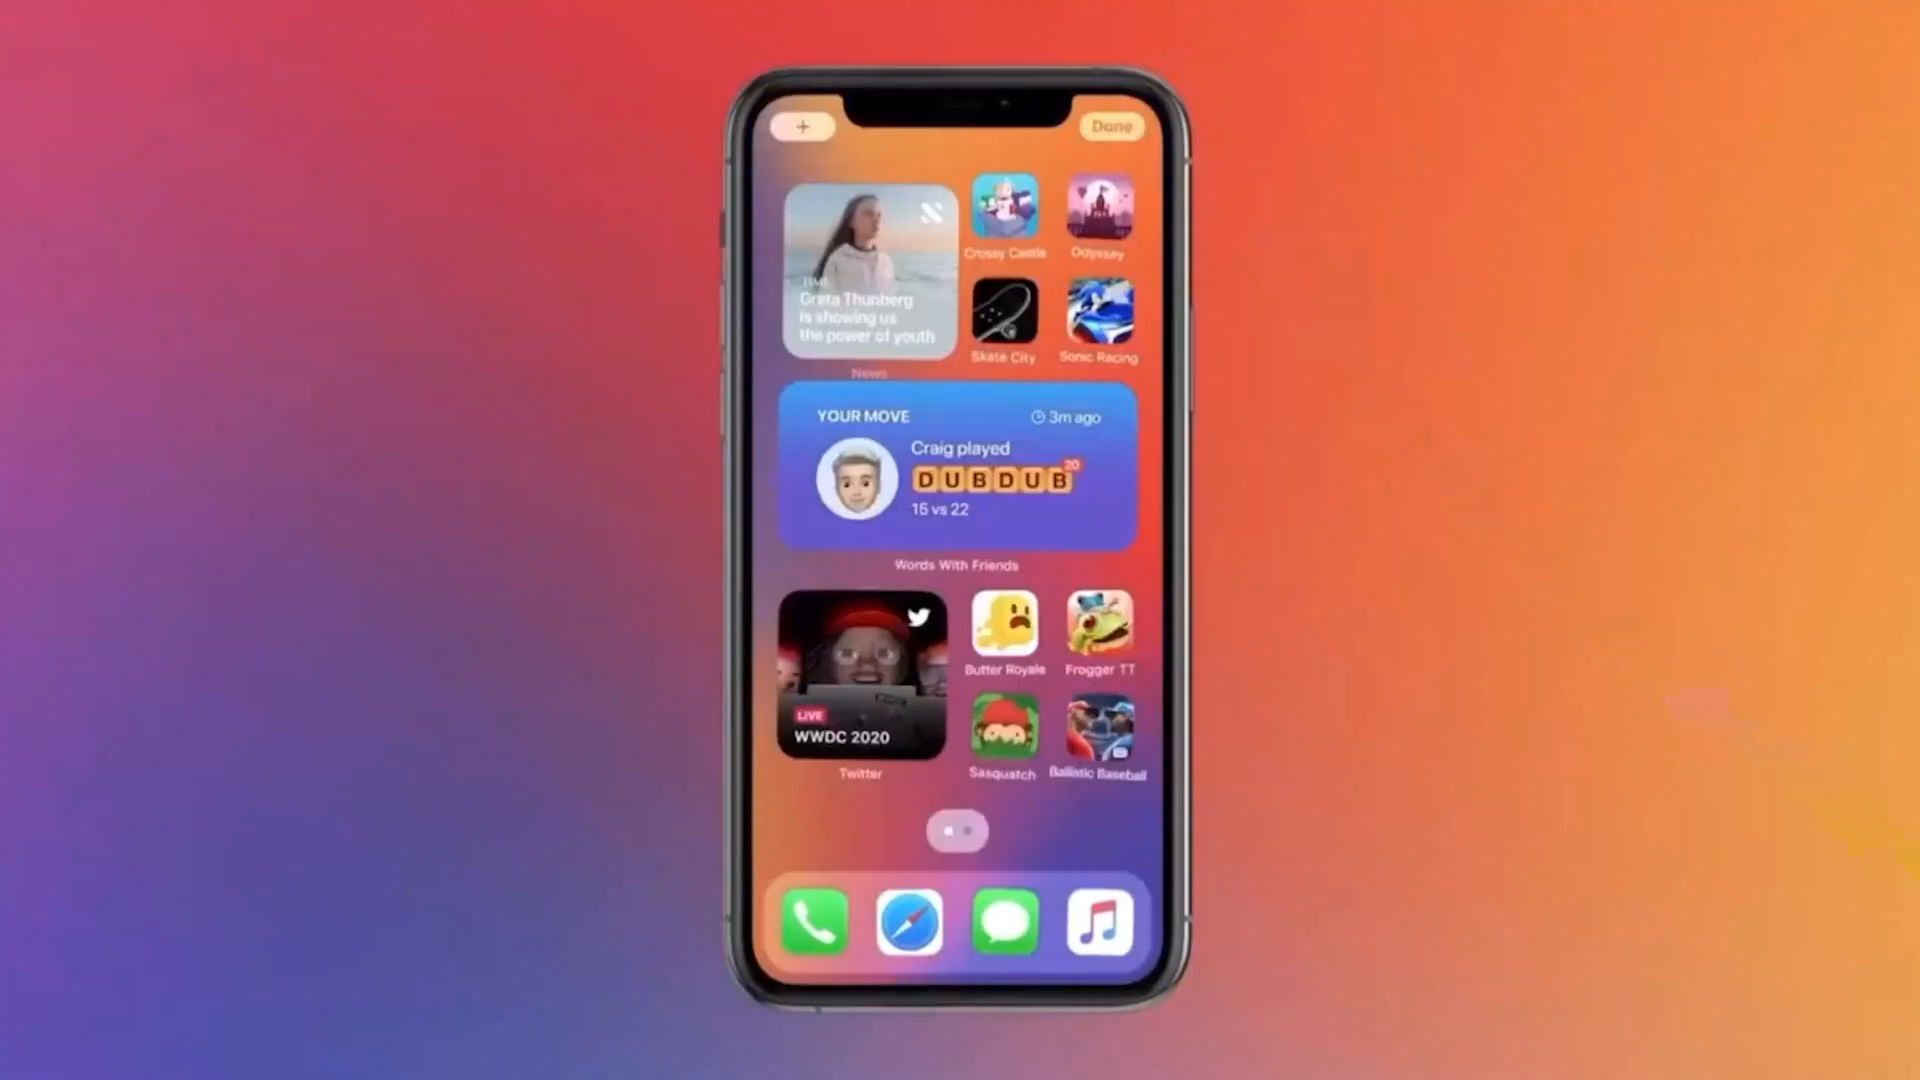 +
Done
TIME
Greta Thunberg
is showing us
the power of youth
News
Crossy Castle
Odyssey
Skate City
Sonic Racing
YOUR MOVE
3m ago
Craig played
DUBDUB
20
15 vs 22
Words With Friends
LIVE
WWDC 2020
Twitter
Butter Royale
Frogger TT
Sasquatch
Ballistic Baseball